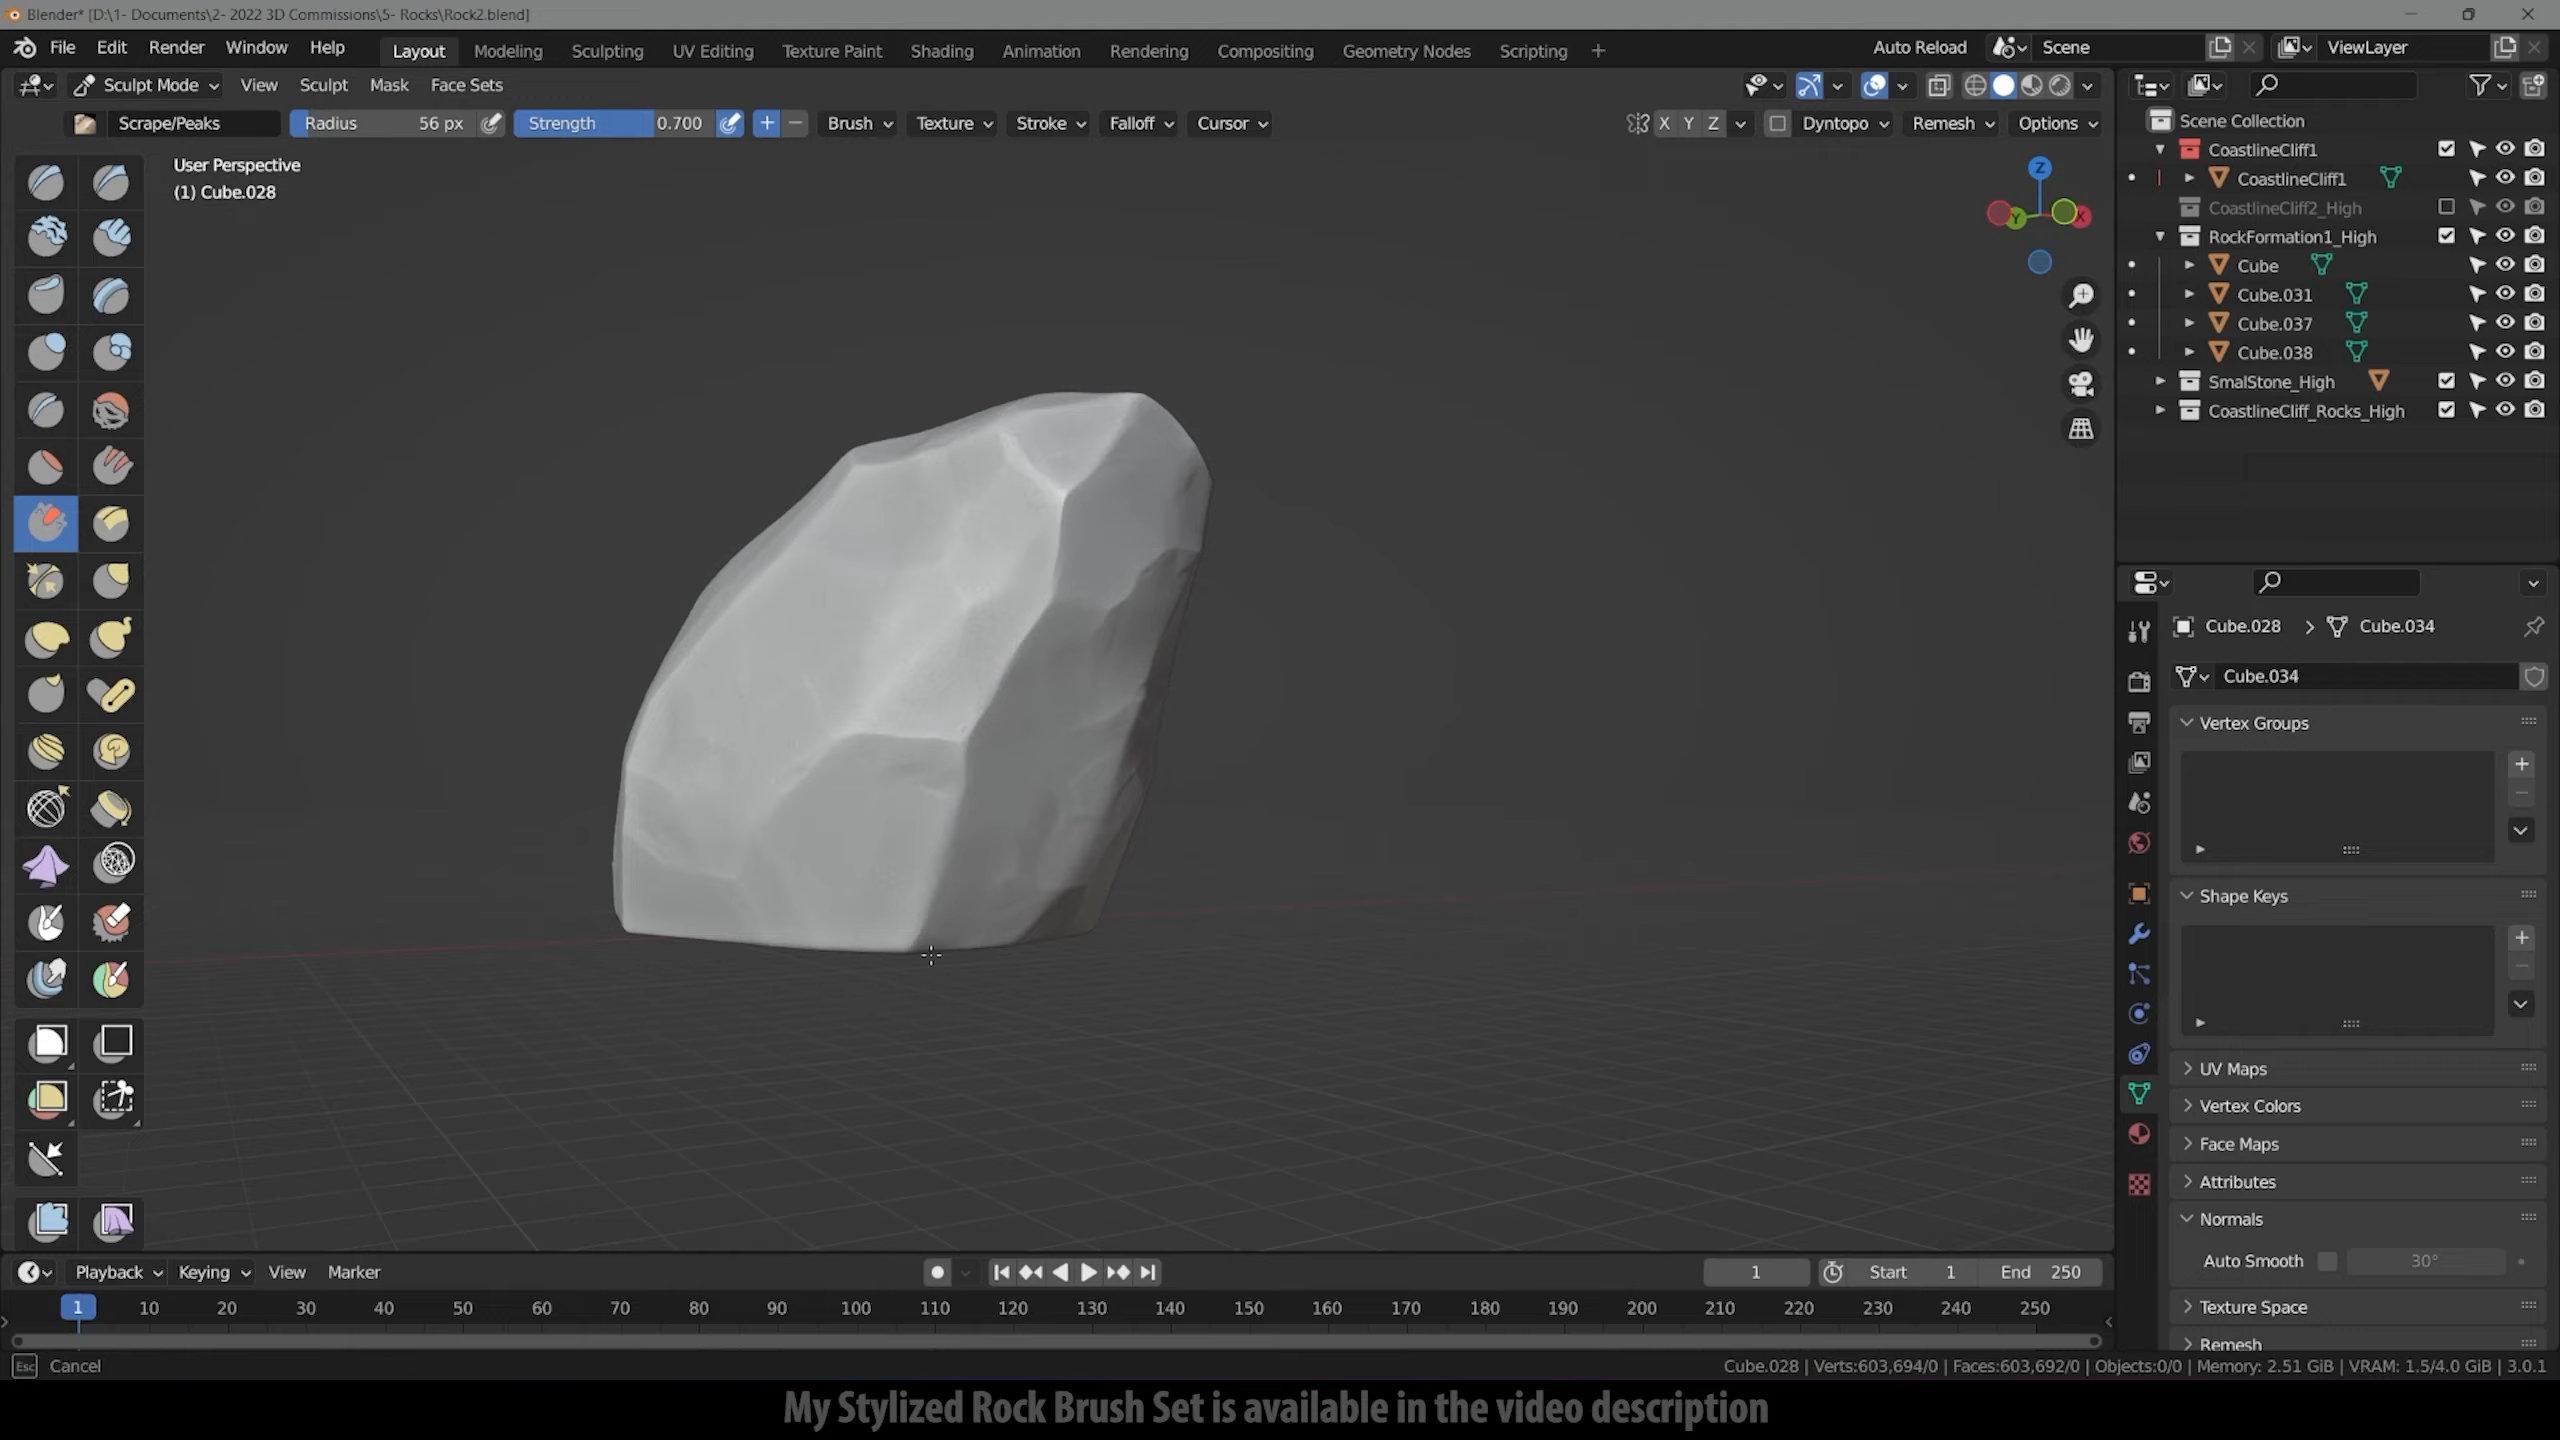 Blender* [D:\1- Documents\2- 2022 3D Commissions\5- Rocks\Rock2.blend]
File Edit Render Window Help Layout Modeling Sculpting UV Editing Texture Paint Shading Animation Rendering Compositing Geometry Nodes Scripting + Auto Reload Scene ViewLayer
Sculpt Mode View Sculpt Mask Face Sets
Scrape/Peaks Radius 56 px Strength 0.700 Brush Texture Stroke Falloff Cursor X Y Z Dyntopo Remesh Options
User Perspective
(1) Cube.028
Z
Y X
Scene Collection
CoastlineCliff1
CoastlineCliff1
CoastlineCliff2_High
RockFormation1_High
Cube
Cube.031
Cube.037
Cube.038
SmalStone_High
CoastlineCliff_Rocks_High
Cube.028 > Cube.034
Cube.034
Vertex Groups
Shape Keys
UV Maps
Vertex Colors
Face Maps
Attributes
Normals
Auto Smooth 30°
Texture Space
Remesh
Playback Keying View Marker 1 Start 1 End 250
1 10 20 30 40 50 60 70 80 90 100 110 120 130 140 150 160 170 180 190 200 210 220 230 240 250
Esc Cancel
Cube.028 | Verts:603,694/0 | Faces:603,692/0 | Objects:0/0 | Memory: 2.51 GiB | VRAM: 1.5/4.0 GiB | 3.0.1
My Stylized Rock Brush Set is available in the video description